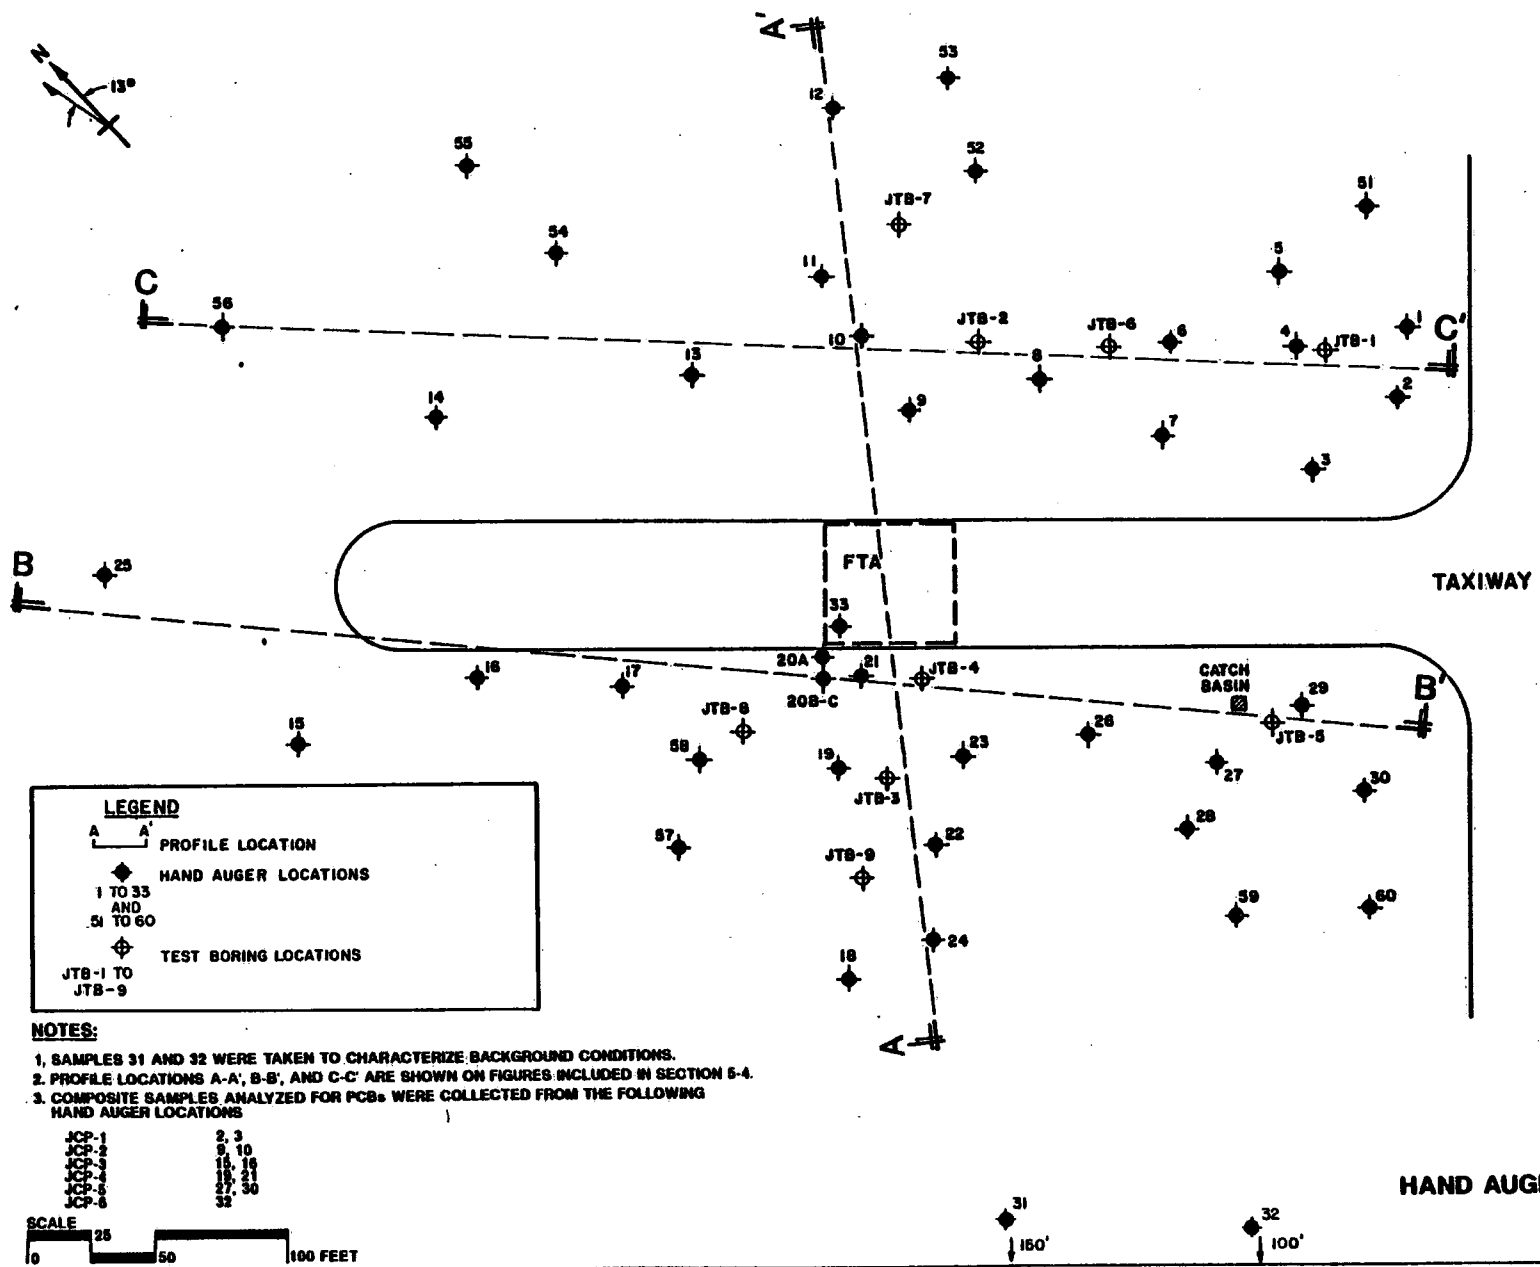 A'
N
13°
53
12
55
52
51
JTB-7
54
5
11
C
56
JTB-2
JTB-6
6
4
1
JTB-1
C'
10
13
8
2
14
9
7
3
B
25
FTA
TAXIWAY
33
20A
21
JTB-4
16
17
20B-C
CATCH
BASIN
29
B'
JTB-8
26
JTB-5
15
58
19
23
27
JTB-3
30
28
57
22
JTB-9
59
60
24
18
A
LEGEND
A A'
PROFILE LOCATION
HAND AUGER LOCATIONS
1 TO 33
AND
51 TO 60
TEST BORING LOCATIONS
JTB-1 TO
JTB-9
NOTES:
1, SAMPLES 31 AND 32 WERE TAKEN TO CHARACTERIZE BACKGROUND CONDITIONS.
2. PROFILE LOCATIONS A-A', B-B', AND C-C' ARE SHOWN ON FIGURES INCLUDED IN SECTION 5-4.
3. COMPOSITE SAMPLES ANALYZED FOR PCBs WERE COLLECTED FROM THE FOLLOWING
HAND AUGER LOCATIONS
JCP-1 2, 3
JCP-2 9, 10
JCP-3 15, 16
JCP-4 21
JCP-5 27, 30
JCP-6 32
HAND AUG
31
32
150'
100'
SCALE
25
0 50 100 FEET